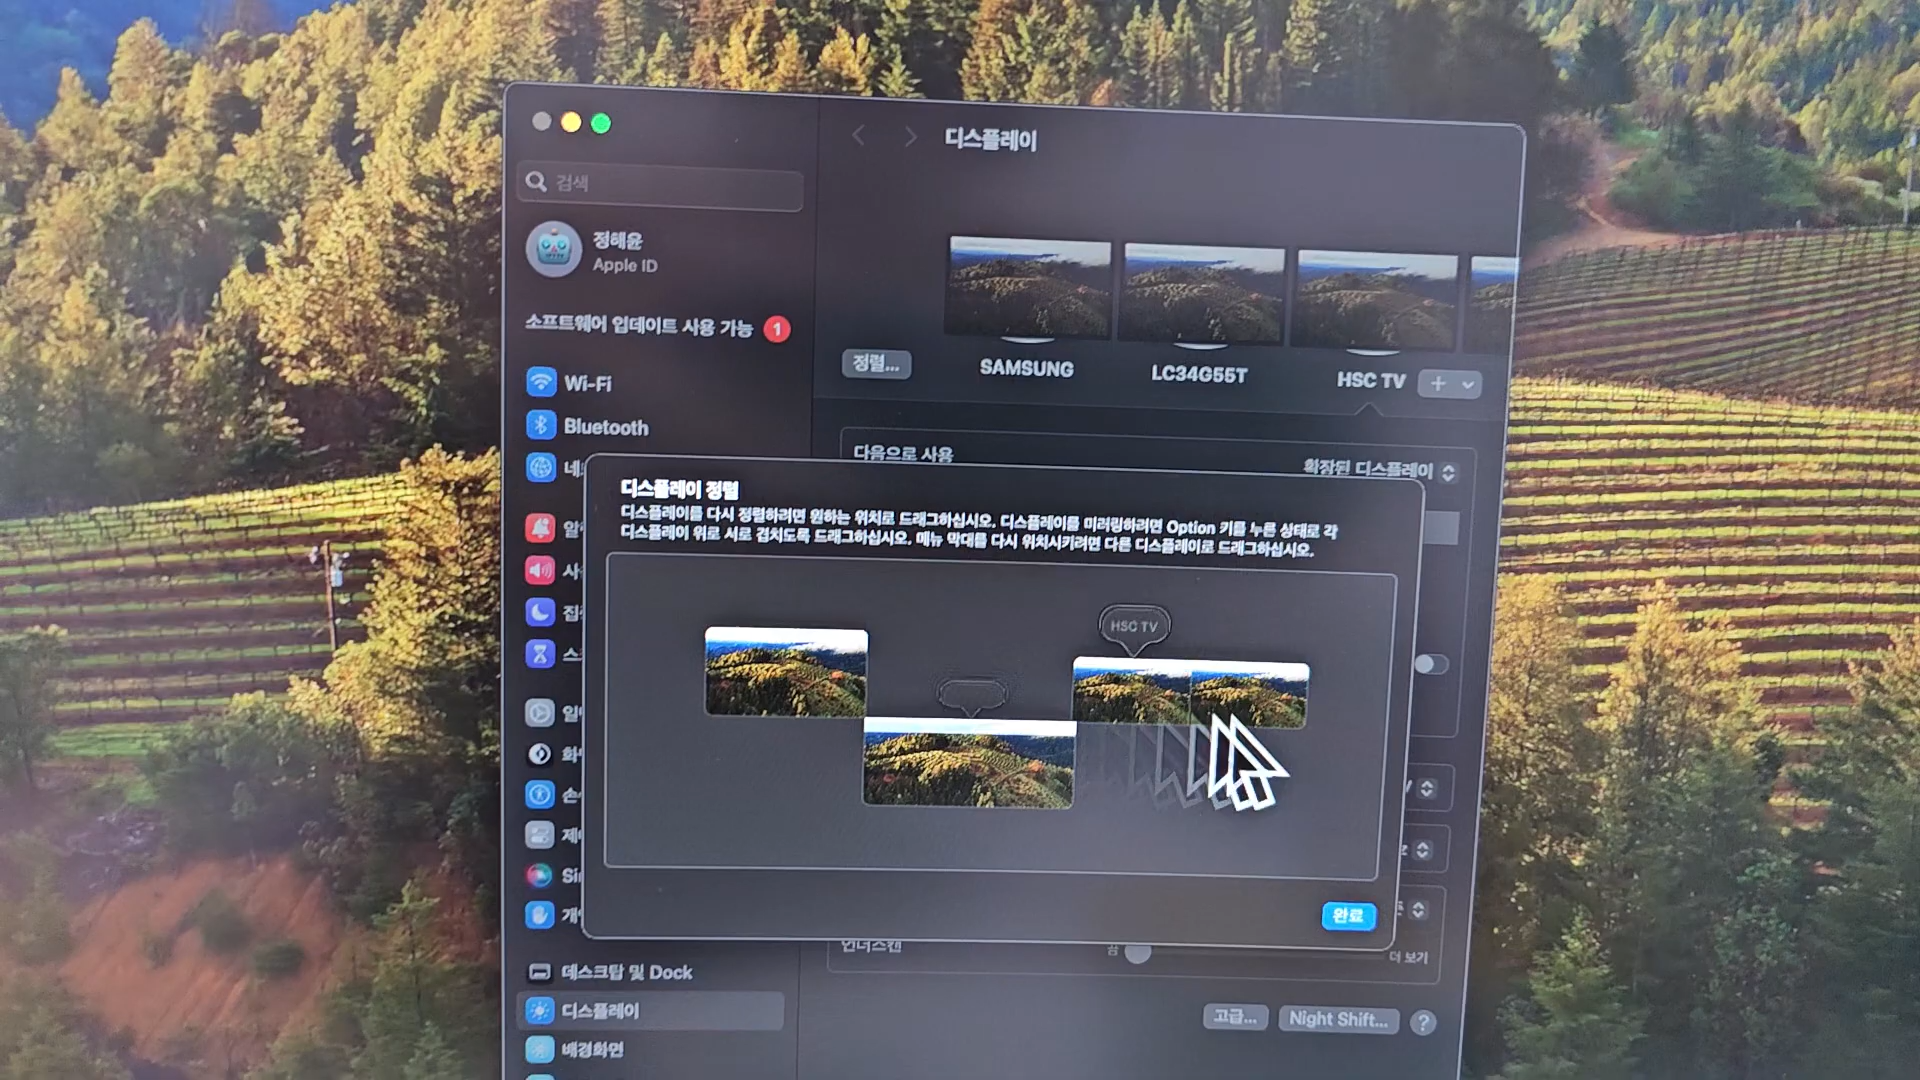 디스플레이
검색
정해윤
Apple ID
소프트웨어 업데이트 사용 가능 1
Wi-Fi
Bluetooth
정렬...
SAMSUNG
LC34G55T
HSC TV
다음으로 사용
확장된 디스플레이
디스플레이 정렬
디스플레이를 다시 정렬하려면 원하는 위치로 드래그하십시오. 디스플레이를 미러링하려면 Option 키를 누른 상태로 각
디스플레이 위로 서로 겹치도록 드래그하십시오. 메뉴 막대를 다시 위치시키려면 다른 디스플레이로 드래그하십시오.
HSC TV
완료
언더스캔
끔
더 보기
데스크탑 및 Dock
디스플레이
배경화면
고급...
Night Shift...
?